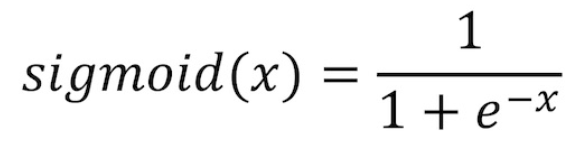 sigmoid(x) = 1 / (1 + e^{-x})